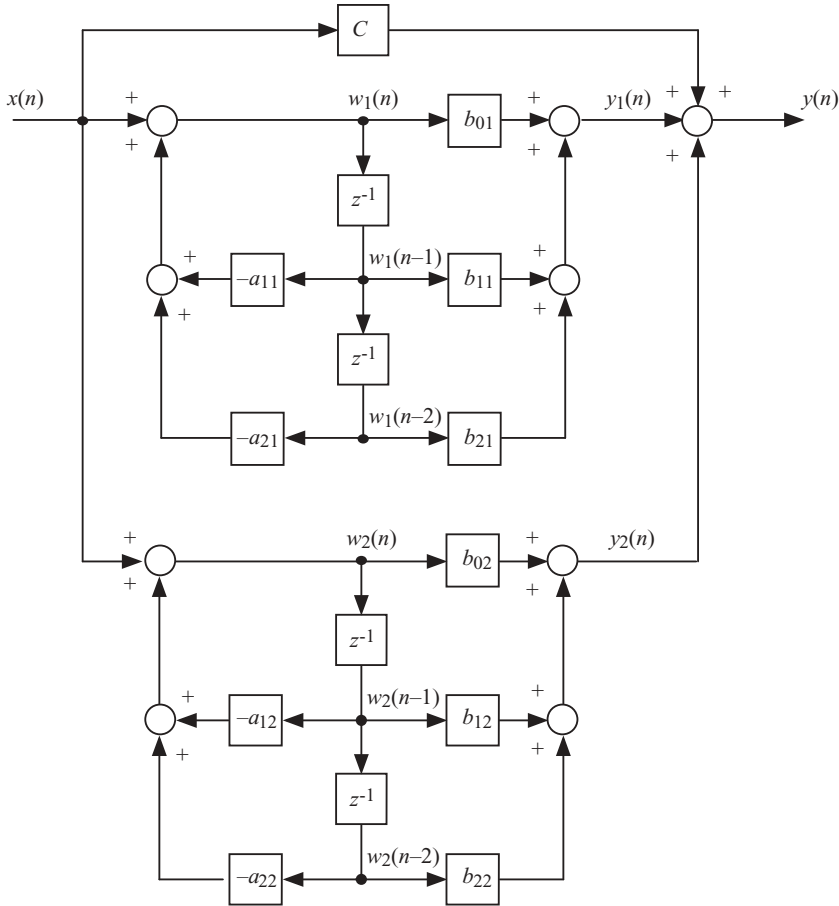 C
x(n) + w₁(n) b₀₁ + y₁(n) + + y(n)
+ + +
z⁻¹
+ −a₁₁ w₁(n−1) b₁₁ +
+ +
z⁻¹
−a₂₁ w₁(n−2) b₂₁
+ w₂(n) b₀₂ + y₂(n)
+ +
z⁻¹
+ −a₁₂ w₂(n−1) b₁₂ +
+ +
z⁻¹
−a₂₂ w₂(n−2) b₂₂